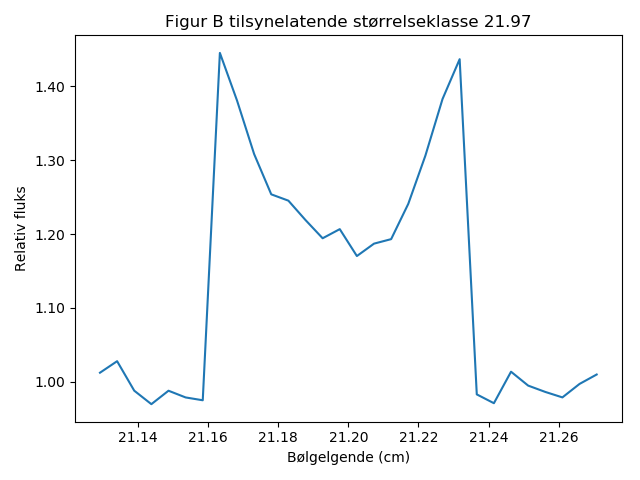 Figur B tilsynelatende størrelseklasse 21.97
1.40
1.30
1.20
1.10
1.00
Relativ fluks
21.14 21.16 21.18 21.20 21.22 21.24 21.26
Bølgelgende (cm)